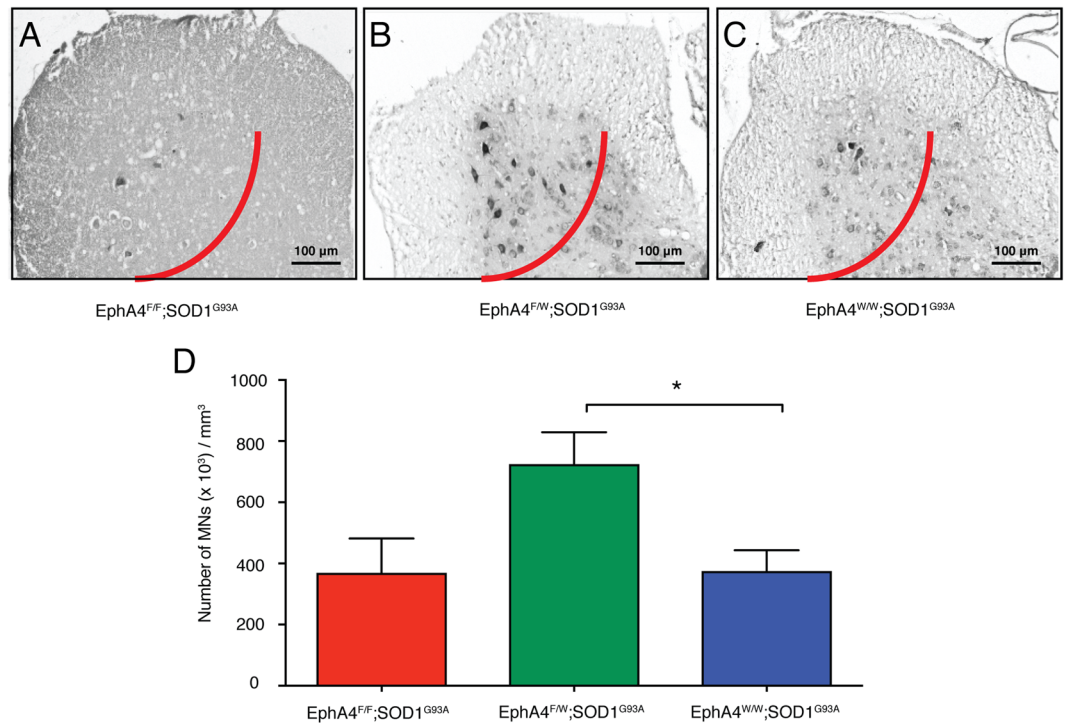 A
B
C
100 µm
100 µm
100 µm
EphA4F/F;SOD1G93A
EphA4F/W;SOD1G93A
EphA4W/W;SOD1G93A
D
Number of MNs (x 10³) / mm³
1000
800
600
400
200
0
*
EphA4F/F;SOD1G93A
EphA4F/W;SOD1G93A
EphA4W/W;SOD1G93A